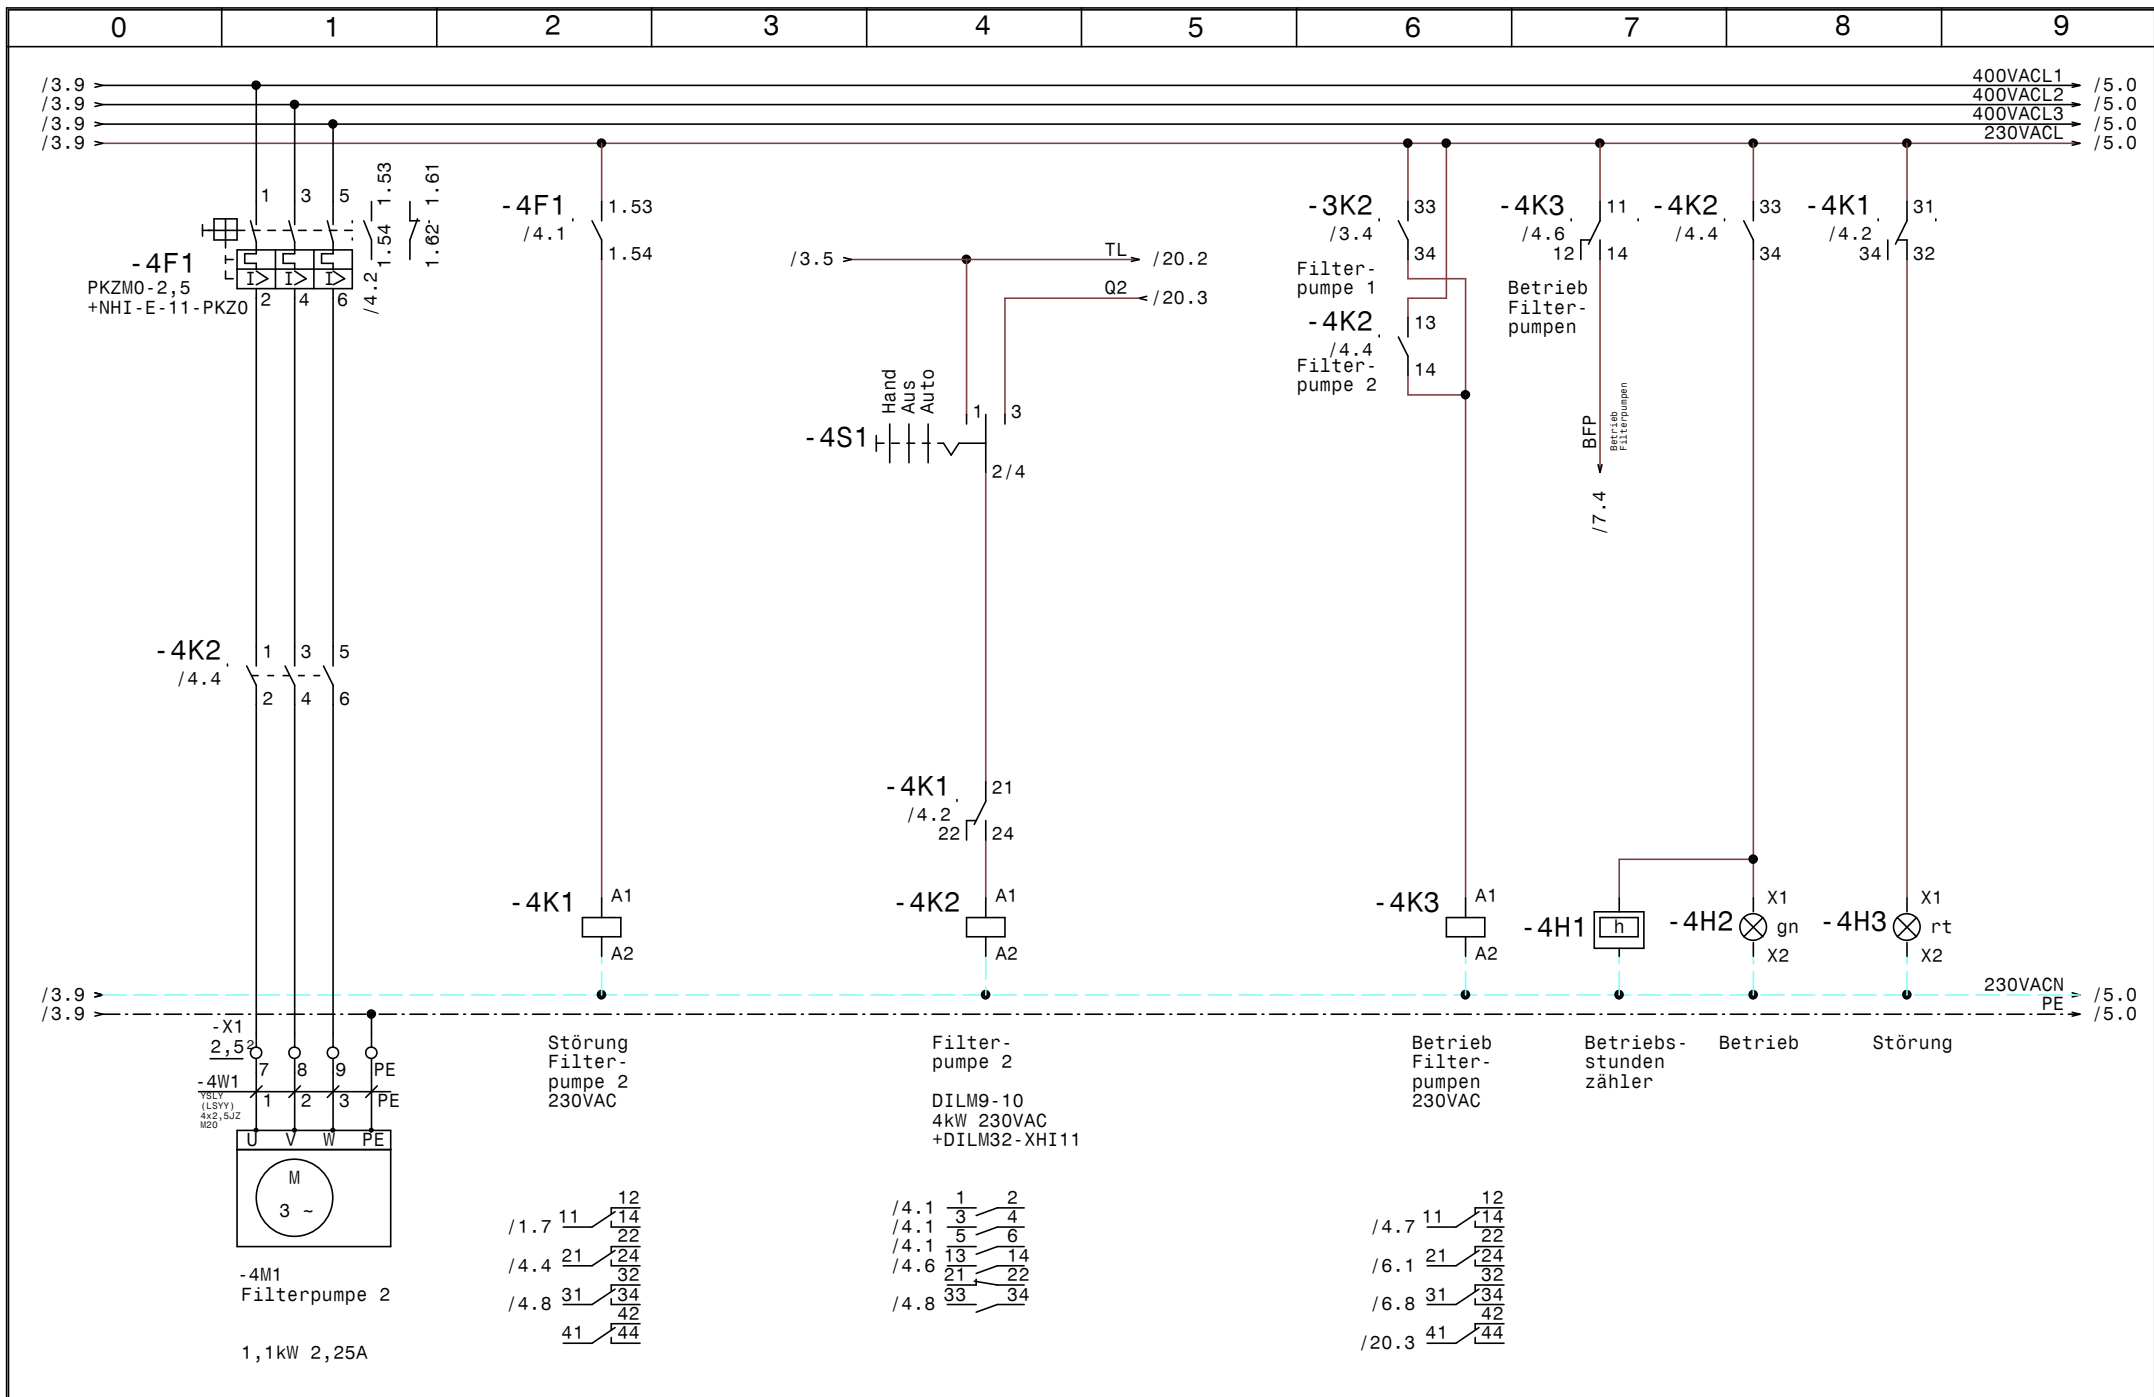 0 1 2 3 4 5 6 7 8 9
/3.9 400VACL1 /5.0
/3.9 400VACL2 /5.0
/3.9 400VACL3 /5.0
/3.9 230VACL /5.0
1 3 5
1.53
1.54
1.61
1.62
-4F1
PKZM0-2,5
+NHI-E-11-PKZ0
I> I> I>
2 4 6
/4.2
-4F1
/4.1
1.53
1.54
/3.5 TL /20.2
Q2 /20.3
Hand
Aus
Auto
-4S1
1 3
2/4
-3K2
/3.4
33
34
Filter-
pumpe 1
-4K2
/4.4
13
14
Filter-
pumpe 2
-4K3
/4.6
11
12 14
Betrieb
Filter-
pumpen
BFP
Betrieb
Filterpumpen
/7.4
-4K2
/4.4
33
34
-4K1
/4.2
31
34 32
-4K2
/4.4
1 3 5
2 4 6
-4K1
/4.2
21
22 24
-4K1
A1
A2
-4K2
A1
A2
-4K3
A1
A2
-4H1
h
-4H2
X1
gn
X2
-4H3
X1
rt
X2
/3.9 230VACN /5.0
/3.9 PE /5.0
-X1
2,5²
7 8 9 PE
-4W1
YSLY
(LSYY)
4x2,5JZ
M20
1 2 3 PE
U V W PE
M
3 ~
-4M1
Filterpumpe 2
1,1kW 2,25A
Störung
Filter-
pumpe 2
230VAC
Filter-
pumpe 2
DILM9-10
4kW 230VAC
+DILM32-XHI11
Betrieb
Filter-
pumpen
230VAC
Betriebs-
stunden
zähler
Betrieb
Störung
12
/1.7 11 14
22
/4.4 21 24
32
/4.8 31 34
42
41 44
/4.1 1 2
/4.1 3 4
/4.1 5 6
/4.6 13 14
21 22
/4.8 33 34
12
/4.7 11 14
22
/6.1 21 24
32
/6.8 31 34
42
/20.3 41 44